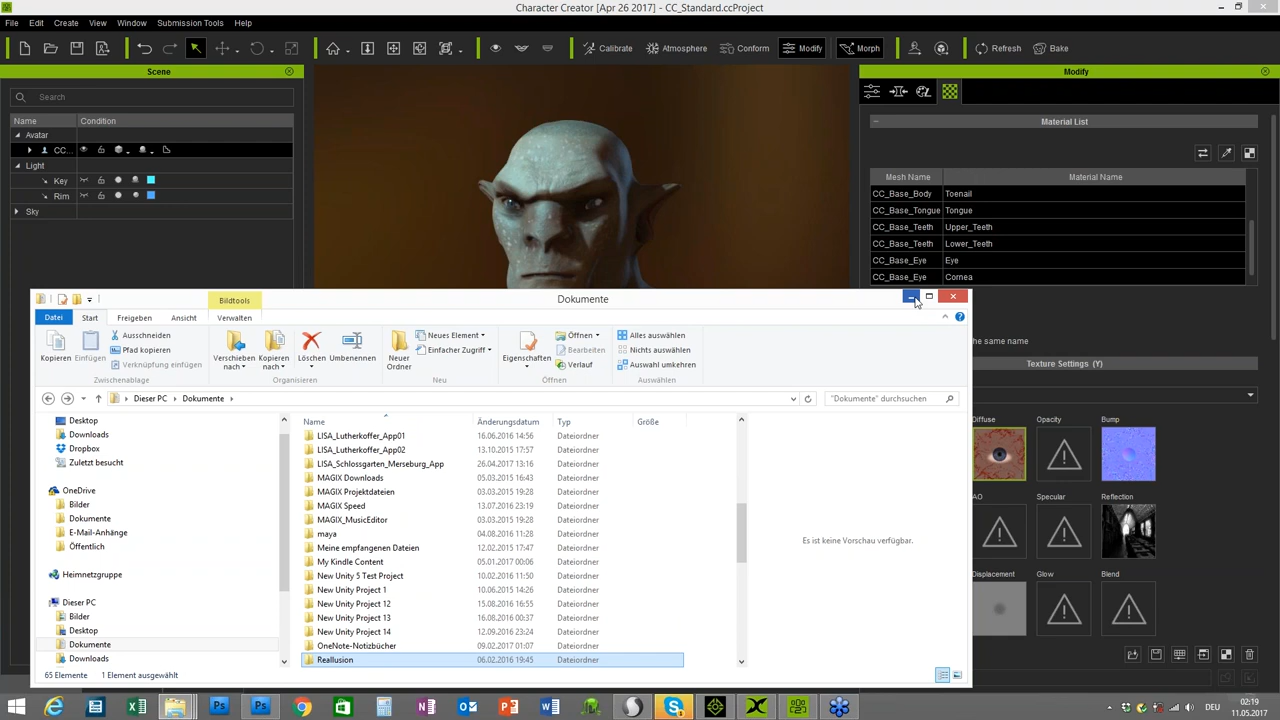 Character Creator [Apr 26 2017] - CC_Standard.ccProject
File Edit Create View Window Submission Tools Help
Calibrate Atmosphere Conform Modify Morph Refresh Bake
Scene
Search
Name Condition
Avatar
CC...
Light
Key
Rim
Sky
Modify
Material List
Mesh Name Material Name
CC_Base_Body Toenail
CC_Base_Tongue Tongue
CC_Base_Teeth Upper_Teeth
CC_Base_Teeth Lower_Teeth
CC_Base_Eye Eye
CC_Base_Eye Cornea
the same name
Texture Settings (Y)
Diffuse Opacity Bump
AO Specular Reflection
Displacement Glow Blend
Bildtools
Dokumente
Datei Start Freigeben Ansicht Verwalten
Kopieren
Einfügen
Ausschneiden
Pfad kopieren
Verknüpfung einfügen
Zwischenablage
Verschieben nach
Kopieren nach
Löschen
Umbenennen
Organisieren
Neuer Ordner
Neues Element
Einfacher Zugriff
Neu
Eigenschaften
Öffnen
Bearbeiten
Verlauf
Öffnen
Alles auswählen
Nichts auswählen
Auswahl umkehren
Auswählen
Dieser PC Dokumente
"Dokumente" durchsuchen
Desktop
Downloads
Dropbox
Zuletzt besucht
OneDrive
Bilder
Dokumente
E-Mail-Anhänge
Öffentlich
Heimnetzgruppe
Dieser PC
Bilder
Desktop
Dokumente
Downloads
Name Änderungsdatum Typ Größe
LISA_Lutherkoffer_App01 16.06.2016 14:56 Dateiordner
LISA_Lutherkoffer_App02 13.10.2015 17:57 Dateiordner
LISA_Schlossgarten_Merseburg_App 26.04.2017 13:16 Dateiordner
MAGIX Downloads 05.03.2015 16:43 Dateiordner
MAGIX Projektdateien 03.03.2015 19:28 Dateiordner
MAGIX Speed 13.07.2016 23:19 Dateiordner
MAGIX_MusicEditor 03.03.2015 19:28 Dateiordner
maya 04.08.2016 11:28 Dateiordner
Meine empfangenen Dateien 12.02.2015 17:47 Dateiordner
My Kindle Content 05.01.2017 00:06 Dateiordner
New Unity 5 Test Project 10.02.2016 11:50 Dateiordner
New Unity Project 1 10.06.2015 14:26 Dateiordner
New Unity Project 12 15.08.2016 16:55 Dateiordner
New Unity Project 13 16.08.2016 00:37 Dateiordner
New Unity Project 14 12.09.2016 23:24 Dateiordner
OneNote-Notizbücher 09.02.2017 01:07 Dateiordner
Reallusion 06.02.2016 19:45 Dateiordner
Es ist keine Vorschau verfügbar.
65 Elemente 1 Element ausgewählt
DEU
02:19
11.05.2017